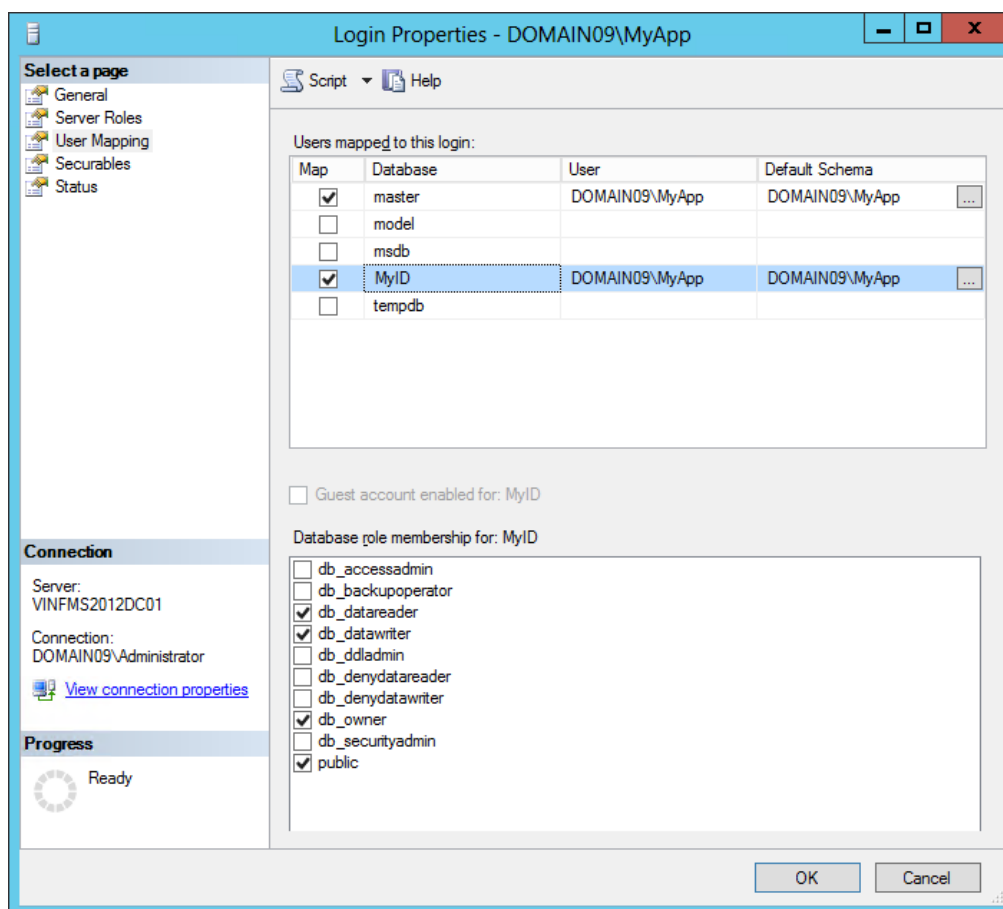 Login Properties - DOMAIN09\MyApp
Select a page
General
Server Roles
User Mapping
Securables
Status
Script
Help
Users mapped to this login:
Map Database User Default Schema
master DOMAIN09\MyApp DOMAIN09\MyApp ...
model
msdb
MyID DOMAIN09\MyApp DOMAIN09\MyApp ...
tempdb
Guest account enabled for: MyID
Database role membership for: MyID
db_accessadmin
db_backupoperator
db_datareader
db_datawriter
db_ddladmin
db_denydatareader
db_denydatawriter
db_owner
db_securityadmin
public
Connection
Server:
VINFMS2012DC01
Connection:
DOMAIN09\Administrator
View connection properties
Progress
Ready
OK
Cancel